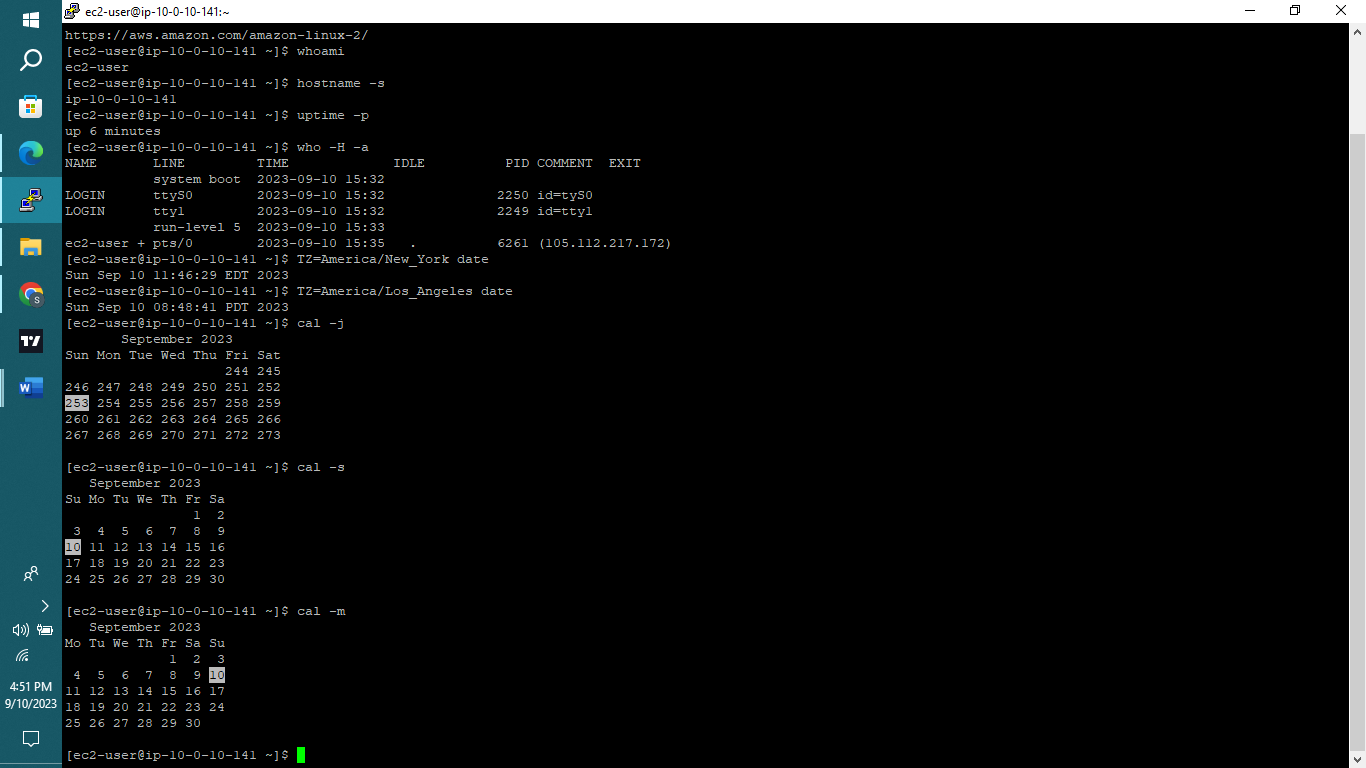 ec2-user@ip-10-0-10-141:~
https://aws.amazon.com/amazon-linux-2/
[ec2-user@ip-10-0-10-141 ~]$ whoami
ec2-user
[ec2-user@ip-10-0-10-141 ~]$ hostname -s
ip-10-0-10-141
[ec2-user@ip-10-0-10-141 ~]$ uptime -p
up 6 minutes
[ec2-user@ip-10-0-10-141 ~]$ who -H -a
NAME       LINE         TIME             IDLE          PID COMMENT  EXIT
           system boot  2023-09-10 15:32
LOGIN      ttyS0        2023-09-10 15:32              2250 id=tyS0
LOGIN      tty1         2023-09-10 15:32              2249 id=tty1
           run-level 5  2023-09-10 15:33
ec2-user + pts/0        2023-09-10 15:35   .          6261 (105.112.217.172)
[ec2-user@ip-10-0-10-141 ~]$ TZ=America/New_York date
Sun Sep 10 11:46:29 EDT 2023
[ec2-user@ip-10-0-10-141 ~]$ TZ=America/Los_Angeles date
Sun Sep 10 08:48:41 PDT 2023
[ec2-user@ip-10-0-10-141 ~]$ cal -j
       September 2023
Sun Mon Tue Wed Thu Fri Sat
                    244 245
246 247 248 249 250 251 252
253 254 255 256 257 258 259
260 261 262 263 264 265 266
267 268 269 270 271 272 273
[ec2-user@ip-10-0-10-141 ~]$ cal -s
   September 2023
Su Mo Tu We Th Fr Sa
                1  2
 3  4  5  6  7  8  9
10 11 12 13 14 15 16
17 18 19 20 21 22 23
24 25 26 27 28 29 30
[ec2-user@ip-10-0-10-141 ~]$ cal -m
   September 2023
Mo Tu We Th Fr Sa Su
             1  2  3
 4  5  6  7  8  9 10
11 12 13 14 15 16 17
18 19 20 21 22 23 24
25 26 27 28 29 30
[ec2-user@ip-10-0-10-141 ~]$
S
W
4:51 PM
9/10/2023